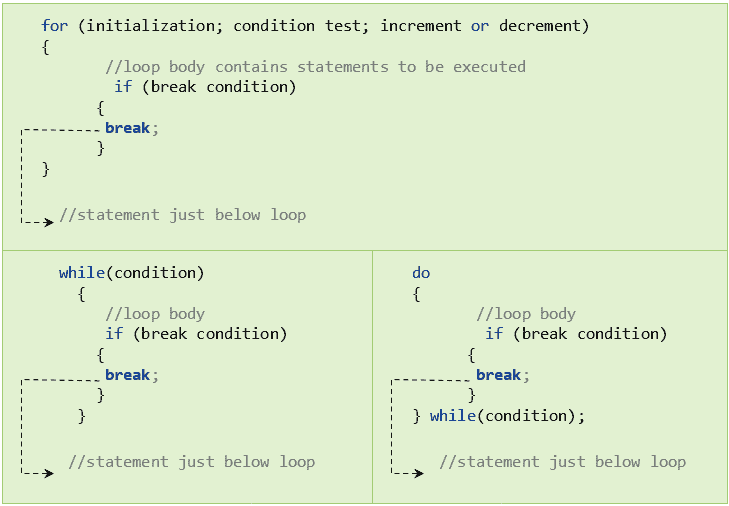 for (initialization; condition test; increment or decrement)
{
//loop body contains statements to be executed
if (break condition)
{
break;
}
}
//statement just below loop
while(condition)
{
//loop body
if (break condition)
{
break;
}
}
//statement just below loop
do
{
//loop body
if (break condition)
{
break;
}
} while(condition);
//statement just below loop